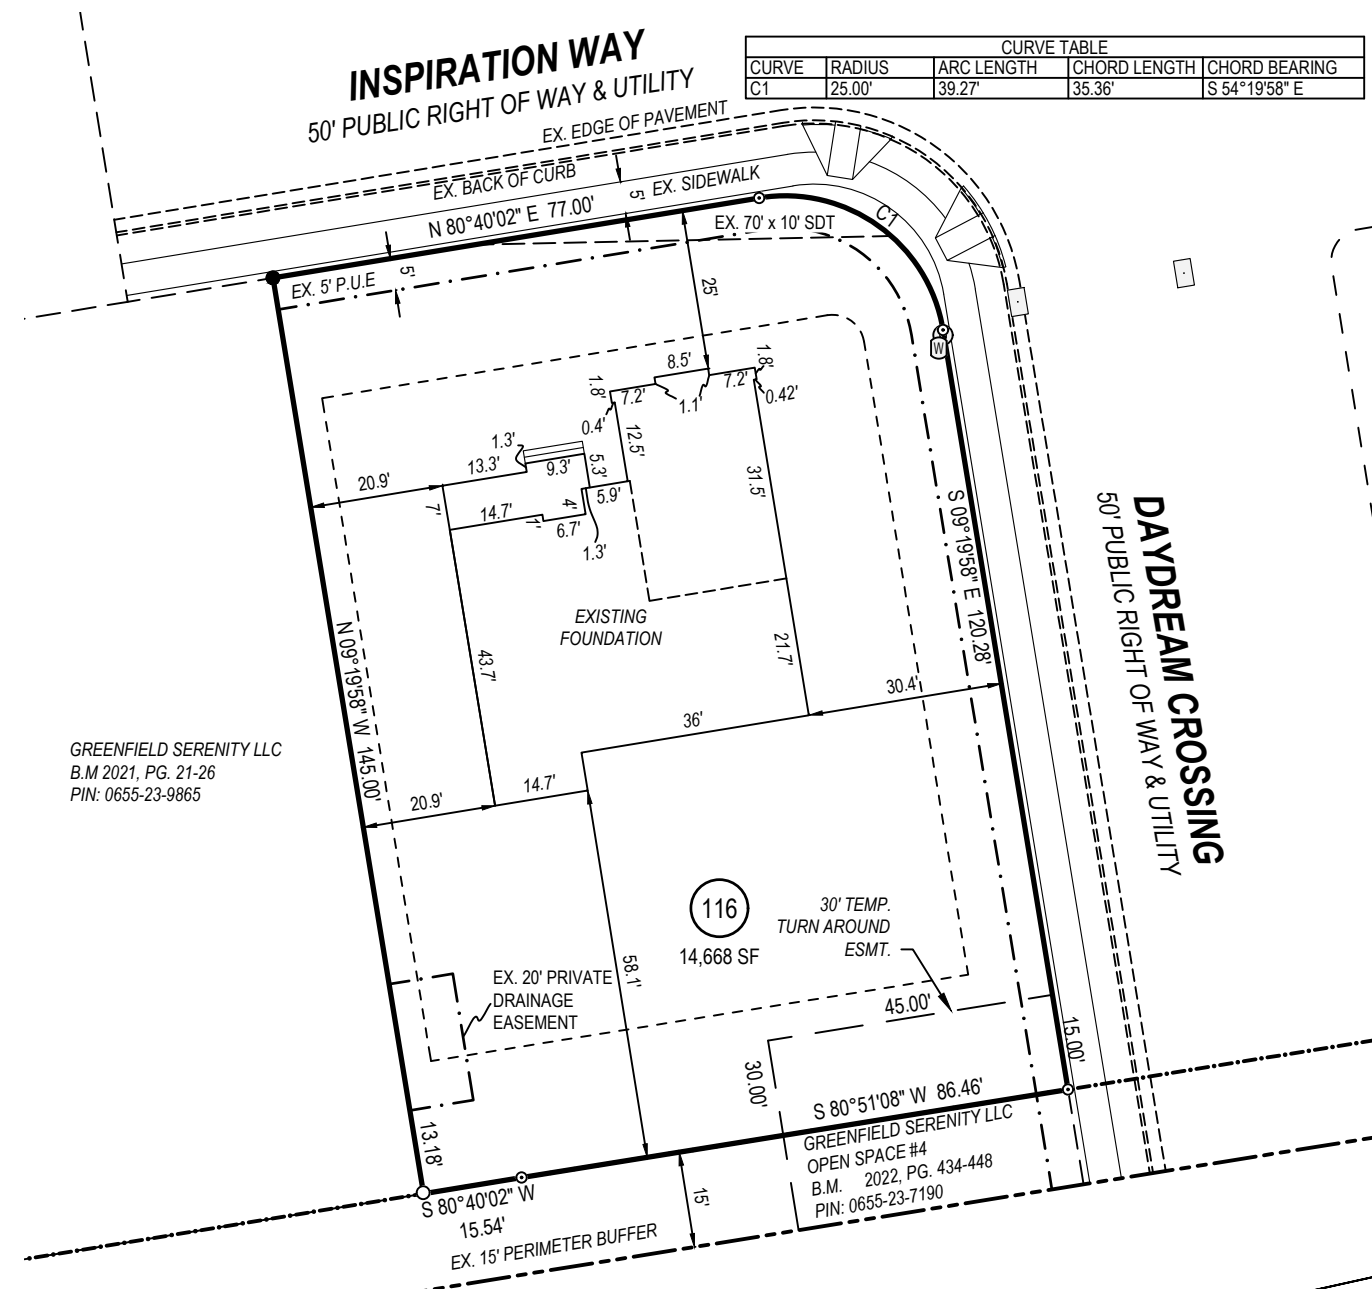 INSPIRATION WAY
50' PUBLIC RIGHT OF WAY & UTILITY
CURVE TABLE
CURVE RADIUS ARC LENGTH CHORD LENGTH CHORD BEARING
C1 25.00' 39.27' 35.36' S 54°19'58" E
EX. EDGE OF PAVEMENT
EX. BACK OF CURB
5'
EX. SIDEWALK
N 80°40'02" E 77.00'
C1
EX. 70' x 10' SDT
EX. 5' P.U.E
5'
25'
W
8.5'
1.8'
1.8'
7.2'
7.2'
1.1'
0.42'
0.4'
12.5'
1.3'
13.3'
9.3'
5.3'
31.5'
20.9'
7'
14.7'
1'
4'
5.9'
6.7'
1.3'
S 09°19'58" E 120.28'
DAYDREAM CROSSING
50' PUBLIC RIGHT OF WAY & UTILITY
EXISTING
FOUNDATION
43.7'
21.7'
N 09°19'58" W 145.00'
30.4'
36'
GREENFIELD SERENITY LLC
B.M 2021, PG. 21-26
PIN: 0655-23-9865
20.9'
14.7'
116
14,668 SF
30' TEMP.
TURN AROUND
ESMT.
58.1'
EX. 20' PRIVATE
DRAINAGE
EASEMENT
45.00'
15.00'
30.00'
13.18'
S 80°51'08" W 86.46'
GREENFIELD SERENITY LLC
OPEN SPACE #4
B.M. 2022, PG. 434-448
PIN: 0655-23-7190
S 80°40'02" W
15.54'
15'
EX. 15' PERIMETER BUFFER